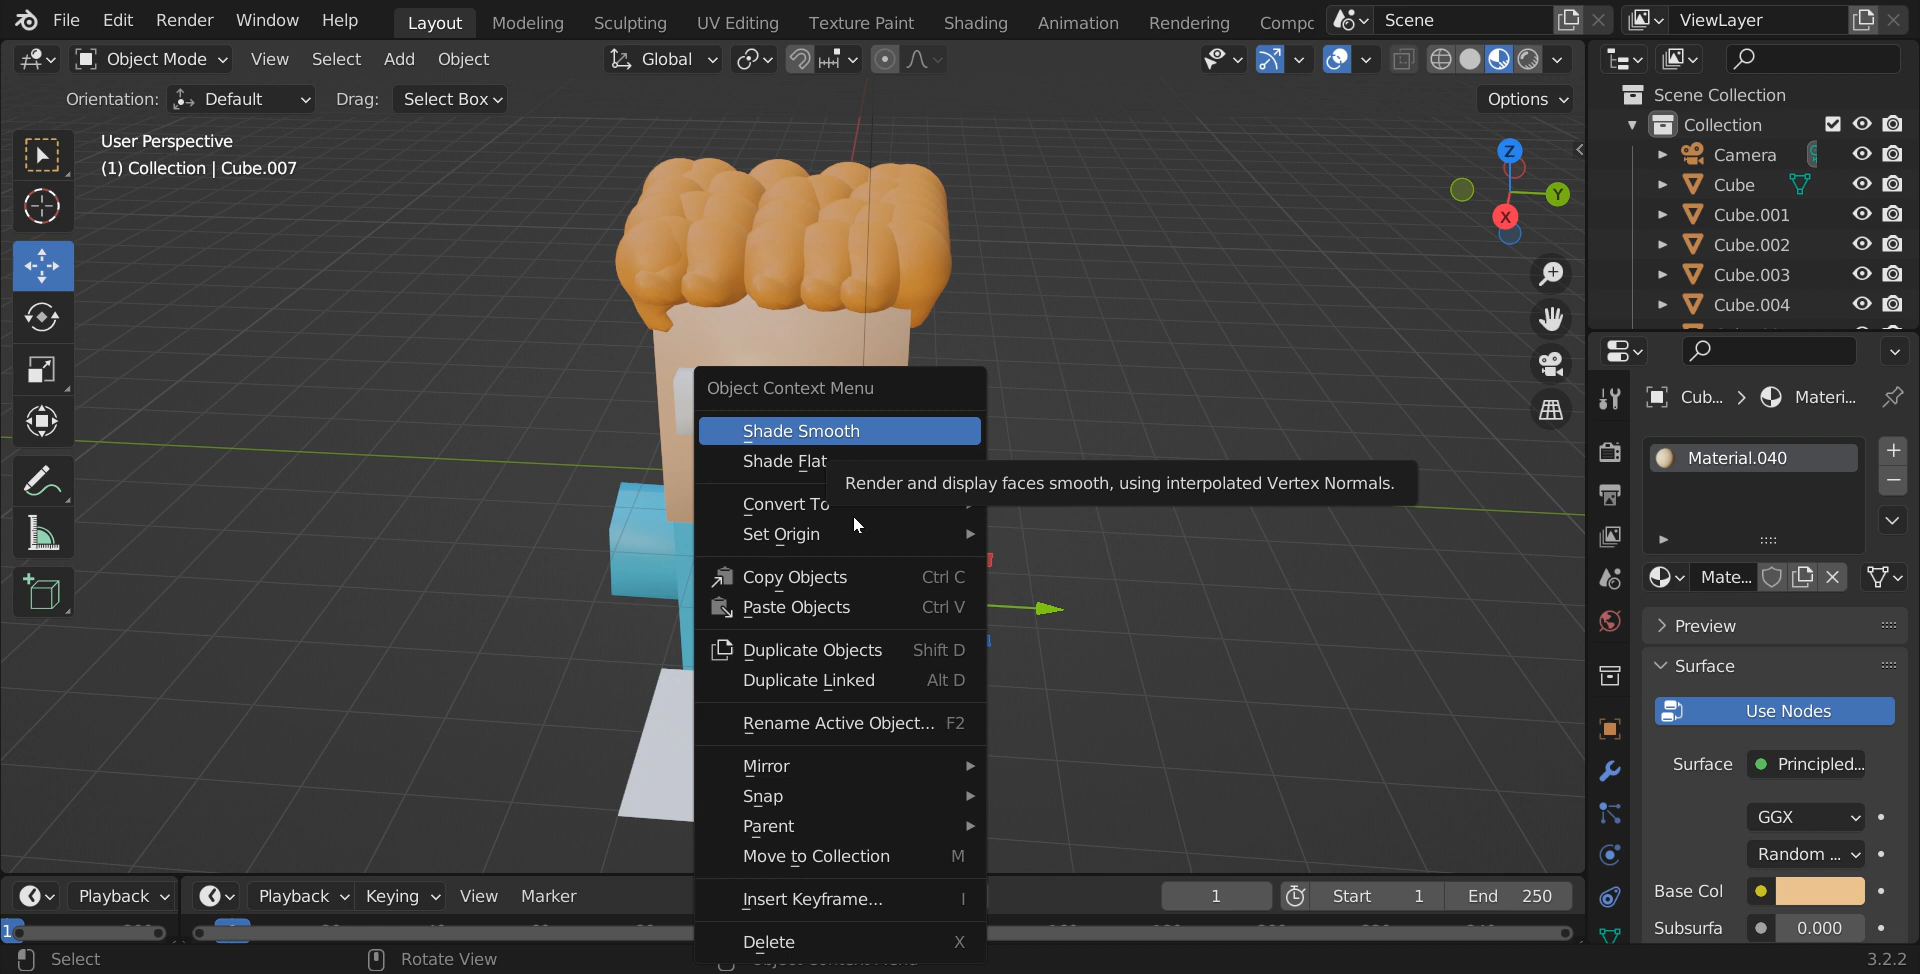 File Edit Render Window Help Layout Modeling Sculpting UV Editing Texture Paint Shading Animation Rendering Compc Scene ViewLayer
Object Mode View Select Add Object Global
Orientation: Default Drag: Select Box Options
User Perspective
(1) Collection | Cube.007
Z
Y
X
Scene Collection
Collection
Camera
Cube
Cube.001
Cube.002
Cube.003
Cube.004
Cub... > Materi...
Material.040
Mate...
Preview
Surface
Use Nodes
Surface Principled...
GGX
Random ...
Base Col
Subsurfa 0.000
Object Context Menu
Shade Smooth
Shade Flat
Render and display faces smooth, using interpolated Vertex Normals.
Convert To
Set Origin
Copy Objects Ctrl C
Paste Objects Ctrl V
Duplicate Objects Shift D
Duplicate Linked Alt D
Rename Active Object... F2
Mirror
Snap
Parent
Move to Collection M
Insert Keyframe... I
Delete X
Playback Playback Keying View Marker 1 Start 1 End 250
1
Select Rotate View 3.2.2